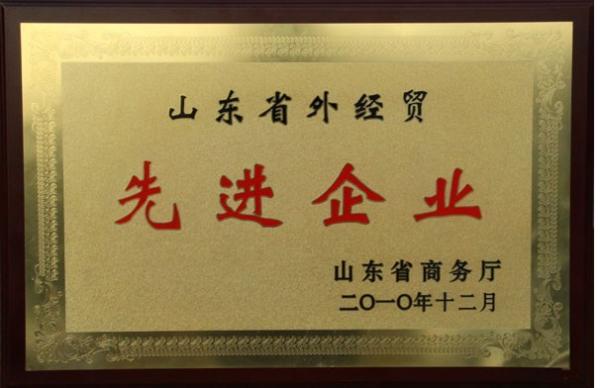 山东省外经贸
先进企业
山东省商务厅
二〇一〇年十二月